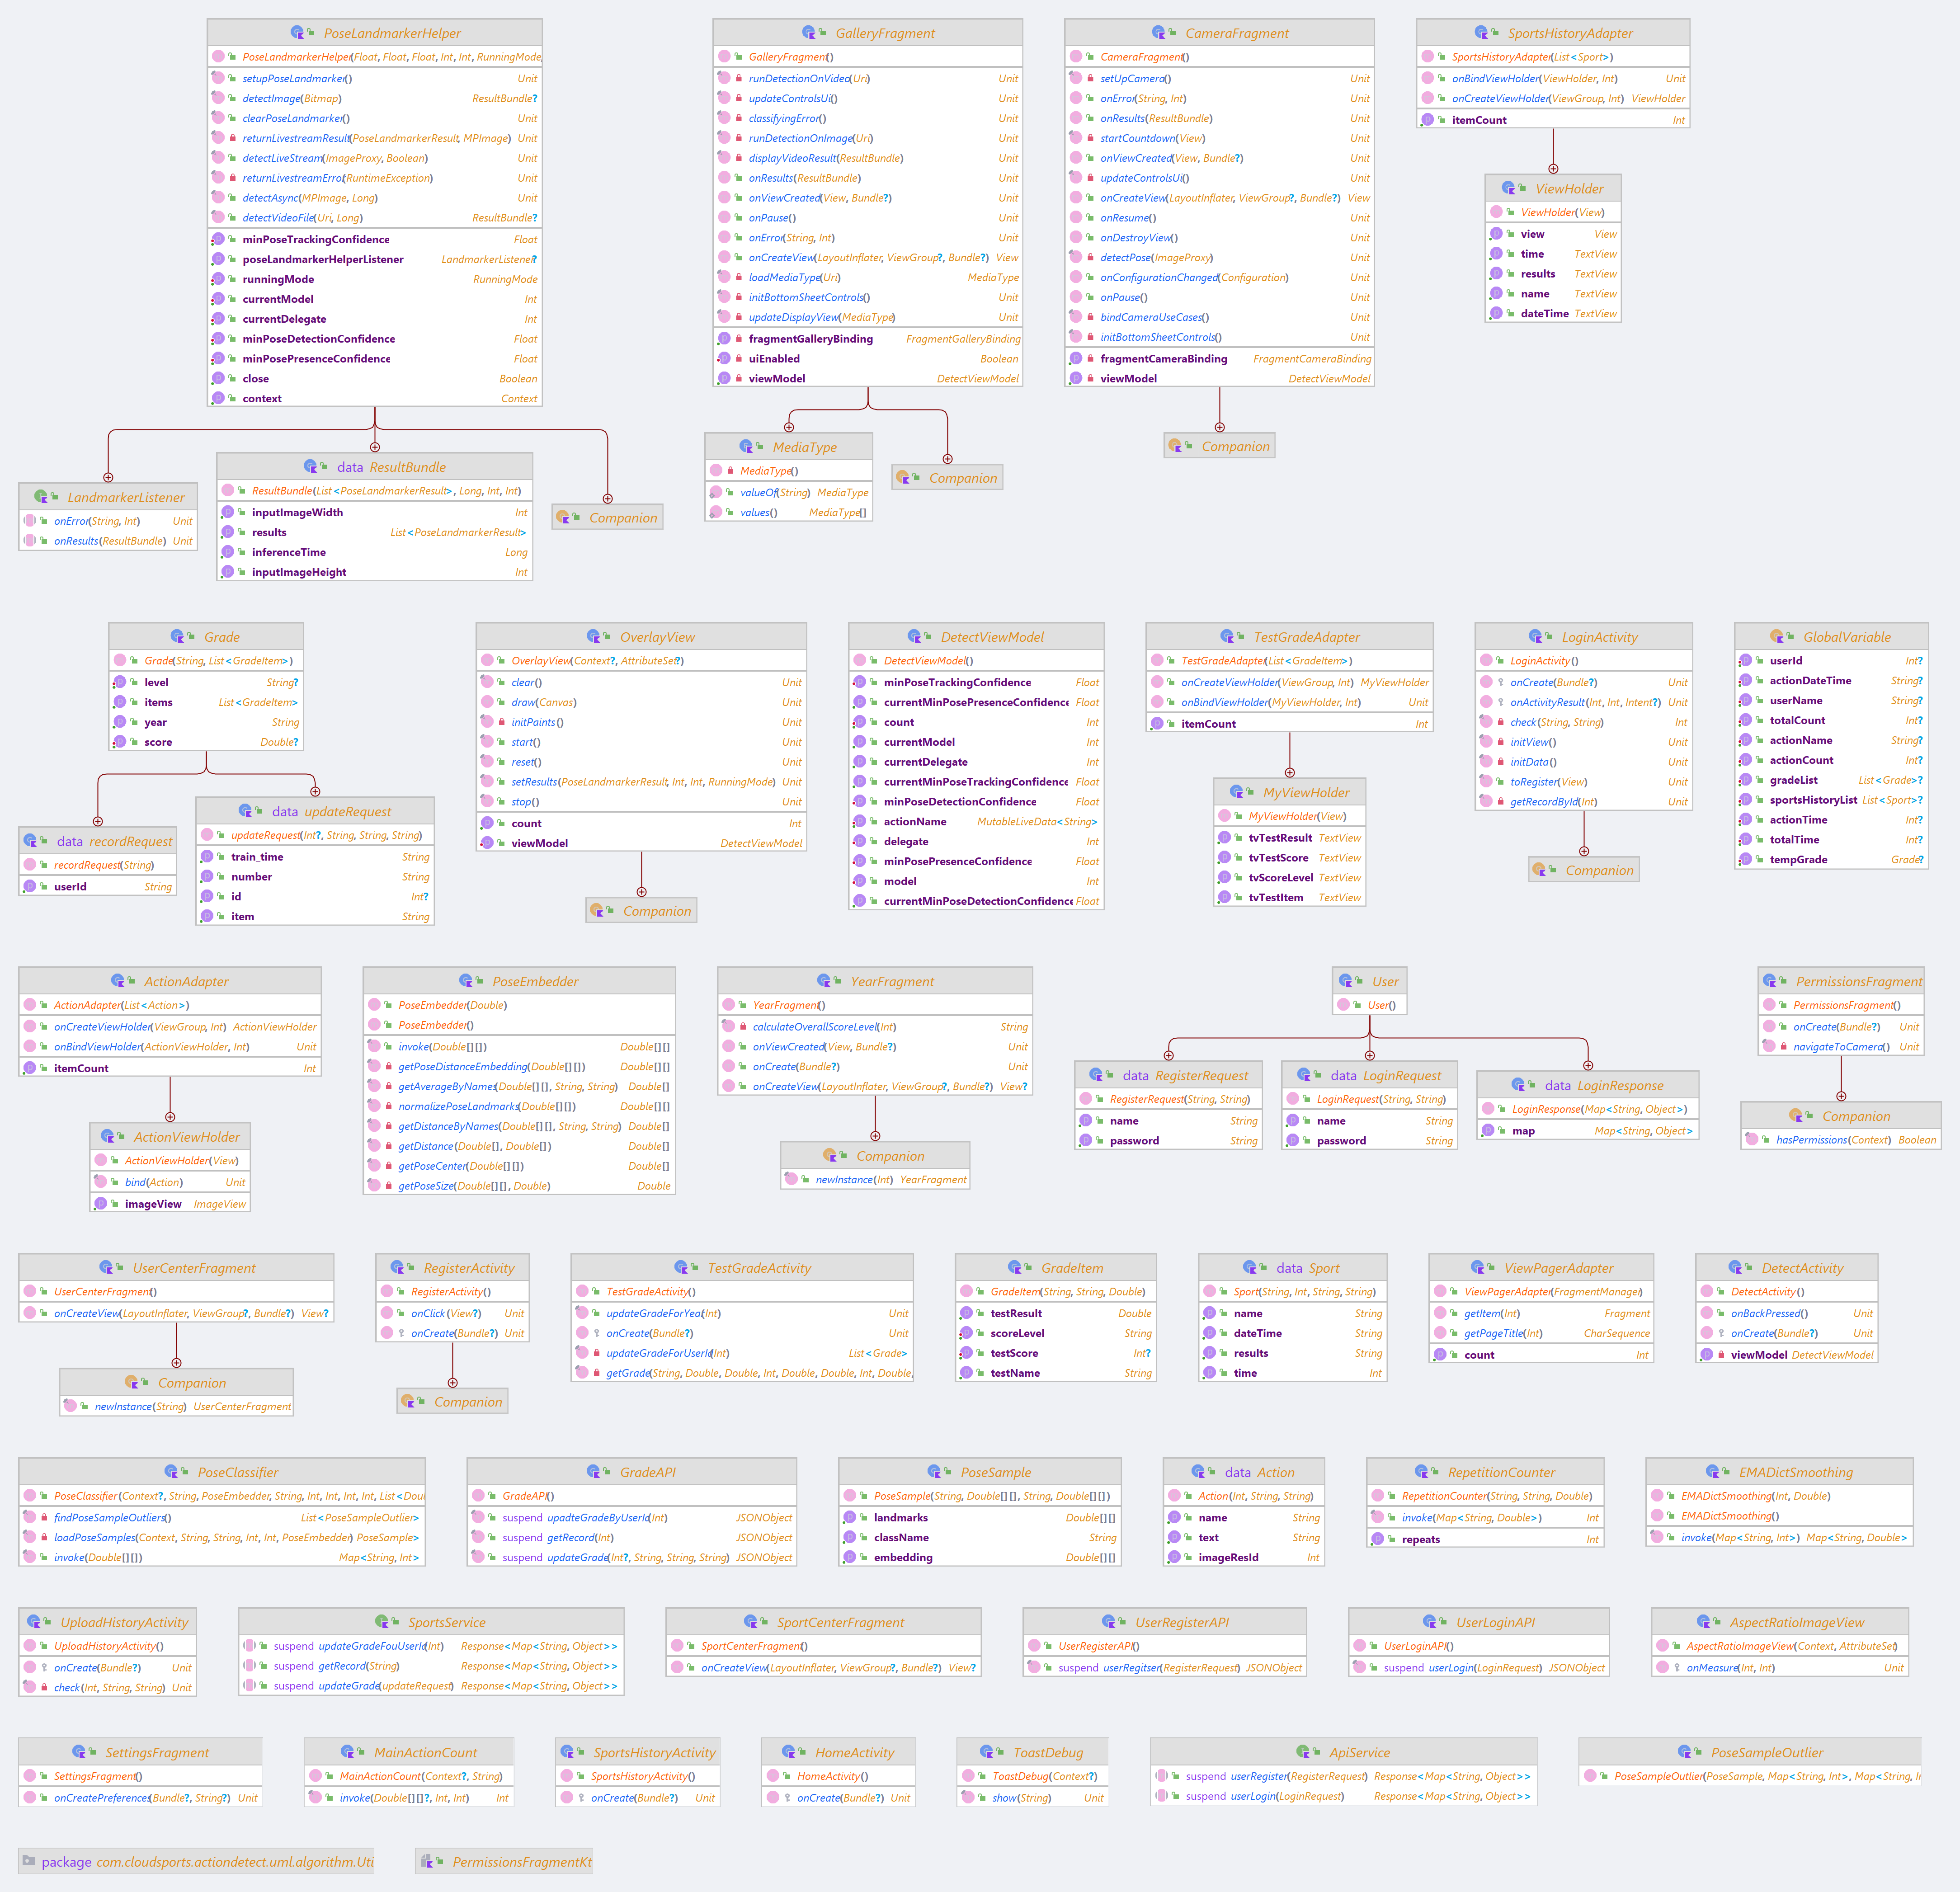 PoseLandmarkerHelper
PoseLandmarkerHelper(Float, Float, Float, Int, Int, RunningMode,
setupPoseLandmarker() Unit
detectImage(Bitmap) ResultBundle?
clearPoseLandmarker() Unit
returnLivestreamResult(PoseLandmarkerResult, MPImage) Unit
detectLiveStream(ImageProxy, Boolean) Unit
returnLivestreamError(RuntimeException) Unit
detectAsync(MPImage, Long) Unit
detectVideoFile(Uri, Long) ResultBundle?
minPoseTrackingConfidence Float
poseLandmarkerHelperListener LandmarkerListener?
runningMode RunningMode
currentModel Int
currentDelegate Int
minPoseDetectionConfidence Float
minPosePresenceConfidence Float
close Boolean
context Context
GalleryFragment
GalleryFragment()
runDetectionOnVideo(Uri) Unit
updateControlsUi() Unit
classifyingError() Unit
runDetectionOnImage(Uri) Unit
displayVideoResult(ResultBundle) Unit
onResults(ResultBundle) Unit
onViewCreated(View, Bundle?) Unit
onPause() Unit
onError(String, Int) Unit
onCreateView(LayoutInflater, ViewGroup?, Bundle?) View
loadMediaType(Uri) MediaType
initBottomSheetControls() Unit
updateDisplayView(MediaType) Unit
fragmentGalleryBinding FragmentGalleryBinding
uiEnabled Boolean
viewModel DetectViewModel
CameraFragment
CameraFragment()
setUpCamera() Unit
onError(String, Int) Unit
onResults(ResultBundle) Unit
startCountdown(View) Unit
onViewCreated(View, Bundle?) Unit
updateControlsUi() Unit
onCreateView(LayoutInflater, ViewGroup?, Bundle?) View
onResume() Unit
onDestroyView() Unit
detectPose(ImageProxy) Unit
onConfigurationChanged(Configuration) Unit
onPause() Unit
bindCameraUseCases() Unit
initBottomSheetControls() Unit
fragmentCameraBinding FragmentCameraBinding
viewModel DetectViewModel
SportsHistoryAdapter
SportsHistoryAdapter(List<Sport>)
onBindViewHolder(ViewHolder, Int) Unit
onCreateViewHolder(ViewGroup, Int) ViewHolder
itemCount Int
ViewHolder
ViewHolder(View)
view View
time TextView
results TextView
name TextView
dateTime TextView
LandmarkerListener
onError(String, Int) Unit
onResults(ResultBundle) Unit
data ResultBundle
ResultBundle(List<PoseLandmarkerResult>, Long, Int, Int)
inputImageWidth Int
results List<PoseLandmarkerResult>
inferenceTime Long
inputImageHeight Int
Companion
MediaType
MediaType()
valueOf(String) MediaType
values() MediaType[]
Companion
Companion
Grade
Grade(String, List<GradeItem>)
level String?
items List<GradeItem>
year String
score Double?
data recordRequest
recordRequest(String)
userId String
data updateRequest
updateRequest(Int?, String, String, String)
train_time String
number String
id Int?
item String
OverlayView
OverlayView(Context?, AttributeSet?)
clear() Unit
draw(Canvas) Unit
initPaints() Unit
start() Unit
reset() Unit
setResults(PoseLandmarkerResult, Int, Int, RunningMode) Unit
stop() Unit
count Int
viewModel DetectViewModel
Companion
DetectViewModel
DetectViewModel()
minPoseTrackingConfidence Float
currentMinPosePresenceConfidence Float
count Int
currentModel Int
currentDelegate Int
currentMinPoseTrackingConfidence Float
minPoseDetectionConfidence Float
actionName MutableLiveData<String>
delegate Int
minPosePresenceConfidence Float
model Int
currentMinPoseDetectionConfidence Float
TestGradeAdapter
TestGradeAdapter(List<GradeItem>)
onCreateViewHolder(ViewGroup, Int) MyViewHolder
onBindViewHolder(MyViewHolder, Int) Unit
itemCount Int
MyViewHolder
MyViewHolder(View)
tvTestResult TextView
tvTestScore TextView
tvScoreLevel TextView
tvTestItem TextView
LoginActivity
LoginActivity()
onCreate(Bundle?) Unit
onActivityResult(Int, Int, Intent?) Unit
check(String, String) Int
initView() Unit
initData() Unit
toRegister(View) Unit
getRecordById(Int) Unit
Companion
GlobalVariable
userId Int?
actionDateTime String?
userName String?
totalCount Int?
actionName String?
actionCount Int?
gradeList List<Grade>?
sportsHistoryList List<Sport>?
actionTime Int?
totalTime Int?
tempGrade Grade?
ActionAdapter
ActionAdapter(List<Action>)
onCreateViewHolder(ViewGroup, Int) ActionViewHolder
onBindViewHolder(ActionViewHolder, Int) Unit
itemCount Int
ActionViewHolder
ActionViewHolder(View)
bind(Action) Unit
imageView ImageView
PoseEmbedder
PoseEmbedder(Double)
PoseEmbedder()
invoke(Double[][]) Double[][]
getPoseDistanceEmbedding(Double[][]) Double[][]
getAverageByNames(Double[][], String, String) Double[]
normalizePoseLandmarks(Double[][]) Double[][]
getDistanceByNames(Double[][], String, String) Double[]
getDistance(Double[], Double[]) Double[]
getPoseCenter(Double[][]) Double[]
getPoseSize(Double[][], Double) Double
YearFragment
YearFragment()
calculateOverallScoreLevel(Int) String
onViewCreated(View, Bundle?) Unit
onCreate(Bundle?) Unit
onCreateView(LayoutInflater, ViewGroup?, Bundle?) View?
Companion
newInstance(Int) YearFragment
User
User()
data RegisterRequest
RegisterRequest(String, String)
name String
password String
data LoginRequest
LoginRequest(String, String)
name String
password String
data LoginResponse
LoginResponse(Map<String, Object>)
map Map<String, Object>
PermissionsFragment
PermissionsFragment()
onCreate(Bundle?) Unit
navigateToCamera() Unit
Companion
hasPermissions(Context) Boolean
UserCenterFragment
UserCenterFragment()
onCreateView(LayoutInflater, ViewGroup?, Bundle?) View?
Companion
newInstance(String) UserCenterFragment
RegisterActivity
RegisterActivity()
onClick(View?) Unit
onCreate(Bundle?) Unit
Companion
TestGradeActivity
TestGradeActivity()
updateGradeForYear(Int) Unit
onCreate(Bundle?) Unit
updateGradeForUserId(Int) List<Grade>
getGrade(String, Double, Double, Int, Double, Double, Int, Double,
GradeItem
GradeItem(String, String, Double)
testResult Double
scoreLevel String
testScore Int?
testName String
data Sport
Sport(String, Int, String, String)
name String
dateTime String
results String
time Int
ViewPagerAdapter
ViewPagerAdapter(FragmentManager)
getItem(Int) Fragment
getPageTitle(Int) CharSequence
count Int
DetectActivity
DetectActivity()
onBackPressed() Unit
onCreate(Bundle?) Unit
viewModel DetectViewModel
PoseClassifier
PoseClassifier(Context?, String, PoseEmbedder, String, Int, Int, Int, Int, List<Doul
findPoseSampleOutliers() List<PoseSampleOutlier>
loadPoseSamples(Context, String, String, Int, Int, PoseEmbedder) PoseSample>
invoke(Double[][]) Map<String, Int>
GradeAPI
GradeAPI()
suspend upadteGradeByUserId(Int) JSONObject
suspend getRecord(Int) JSONObject
suspend updateGrade(Int?, String, String, String) JSONObject
PoseSample
PoseSample(String, Double[][], String, Double[][])
landmarks Double[][]
className String
embedding Double[][]
data Action
Action(Int, String, String)
name String
text String
imageResId Int
RepetitionCounter
RepetitionCounter(String, String, Double)
invoke(Map<String, Double>) Int
repeats Int
EMADictSmoothing
EMADictSmoothing(Int, Double)
EMADictSmoothing()
invoke(Map<String, Int>) Map<String, Double>
UploadHistoryActivity
UploadHistoryActivity()
onCreate(Bundle?) Unit
check(Int, String, String) Unit
SportsService
suspend updateGradeFouUserId(Int) Response<Map<String, Object>>
suspend getRecord(String) Response<Map<String, Object>>
suspend updateGrade(updateRequest) Response<Map<String, Object>>
SportCenterFragment
SportCenterFragment()
onCreateView(LayoutInflater, ViewGroup?, Bundle?) View?
UserRegisterAPI
UserRegisterAPI()
suspend userRegitser(RegisterRequest) JSONObject
UserLoginAPI
UserLoginAPI()
suspend userLogin(LoginRequest) JSONObject
AspectRatioImageView
AspectRatioImageView(Context, AttributeSet)
onMeasure(Int, Int) Unit
SettingsFragment
SettingsFragment()
onCreatePreferences(Bundle?, String?) Unit
MainActionCount
MainActionCount(Context?, String)
invoke(Double[][]?, Int, Int) Int
SportsHistoryActivity
SportsHistoryActivity()
onCreate(Bundle?) Unit
HomeActivity
HomeActivity()
onCreate(Bundle?) Unit
ToastDebug
ToastDebug(Context?)
show(String) Unit
ApiService
suspend userRegister(RegisterRequest) Response<Map<String, Object>>
suspend userLogin(LoginRequest) Response<Map<String, Object>>
PoseSampleOutlier
PoseSampleOutlier(PoseSample, Map<String, Int>, Map<String, I
package com.cloudsports.actiondetect.uml.algorithm.Uti
PermissionsFragmentKt